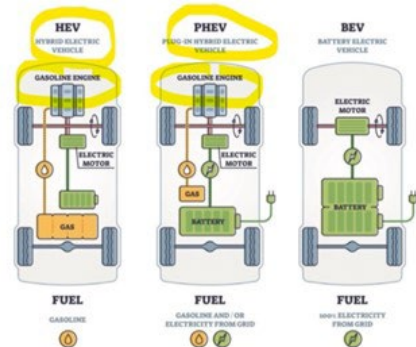 HEV
HYBRID ELECTRIC
VEHICLE
GASOLINE ENGINE
ELECTRIC
MOTOR
GAS
FUEL
GASOLINE
PHEV
PLUG-IN HYBRID ELECTRIC
VEHICLE
GASOLINE ENGINE
ELECTRIC
MOTOR
GAS
BATTERY
FUEL
GASOLINE AND / OR
ELECTRICITY FROM GRID
BEV
BATTERY ELECTRIC
VEHICLE
ELECTRIC
MOTOR
BATTERY
FUEL
100% ELECTRICITY
FROM GRID